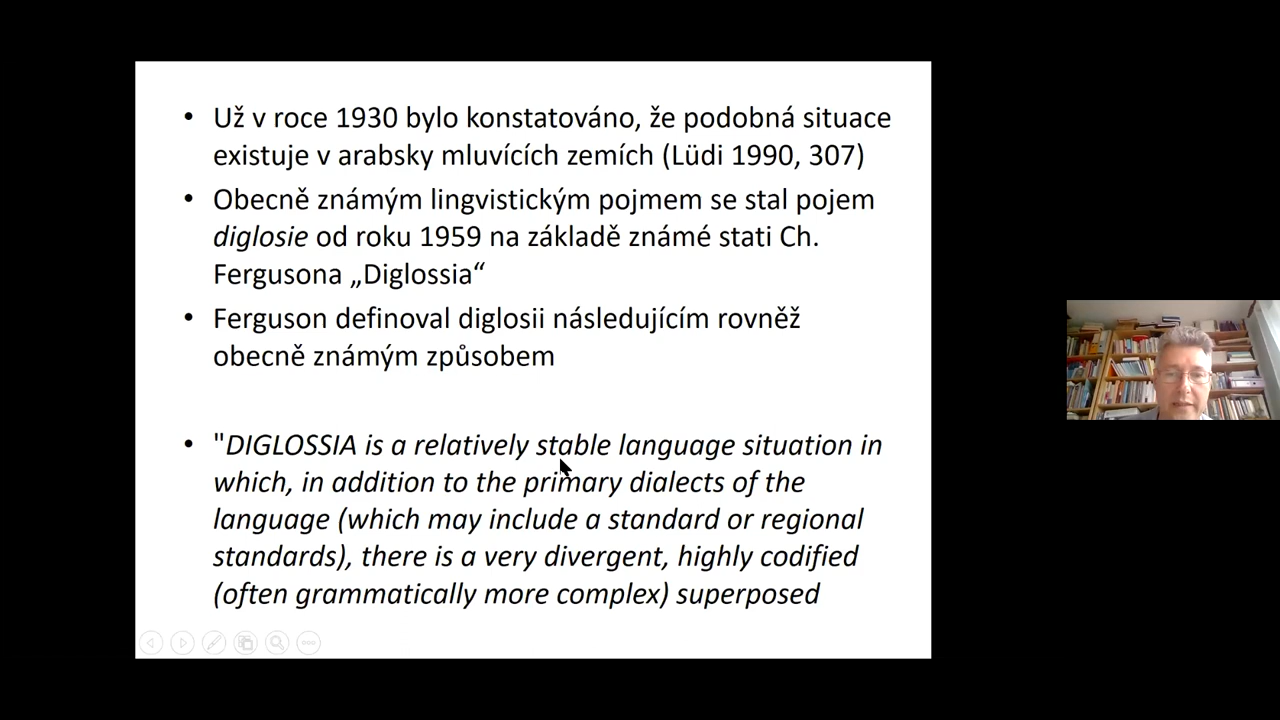 • Už v roce 1930 bylo konstatováno, že podobná situace
existuje v arabsky mluvících zemích (Lüdi 1990, 307)
• Obecně známým lingvistickým pojmem se stal pojem
diglosie od roku 1959 na základě známé stati Ch.
Fergusona „Diglossia“
• Ferguson definoval diglosii následujícím rovněž
obecně známým způsobem
• "DIGLOSSIA is a relatively stable language situation in
which, in addition to the primary dialects of the
language (which may include a standard or regional
standards), there is a very divergent, highly codified
(often grammatically more complex) superposed